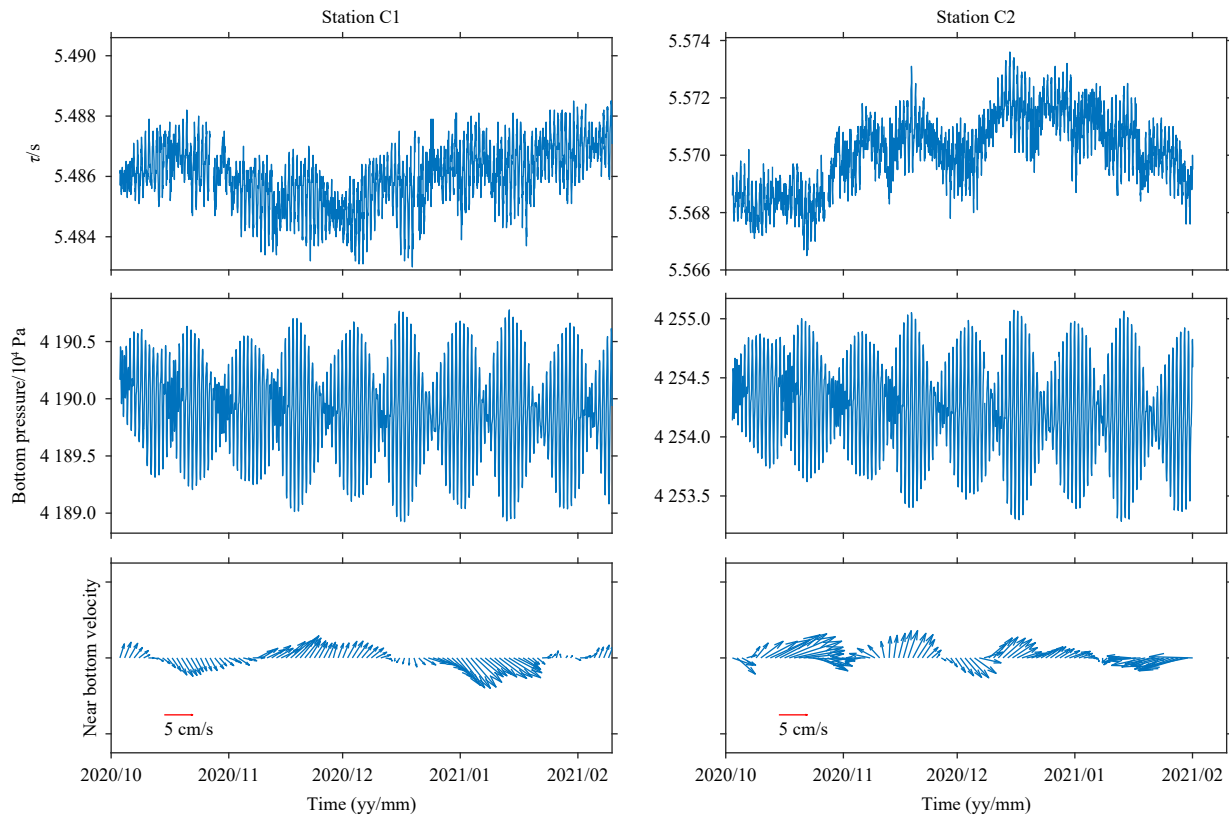 Station C1
Station C2
τ/s
5.490
5.488
5.486
5.484
5.574
5.572
5.570
5.568
5.566
Bottom pressure/10⁴ Pa
4 190.5
4 190.0
4 189.5
4 189.0
4 255.0
4 254.5
4 254.0
4 253.5
Near bottom velocity
5 cm/s
5 cm/s
2020/10 2020/11 2020/12 2021/01 2021/02
2020/10 2020/11 2020/12 2021/01 2021/02
Time (yy/mm)
Time (yy/mm)